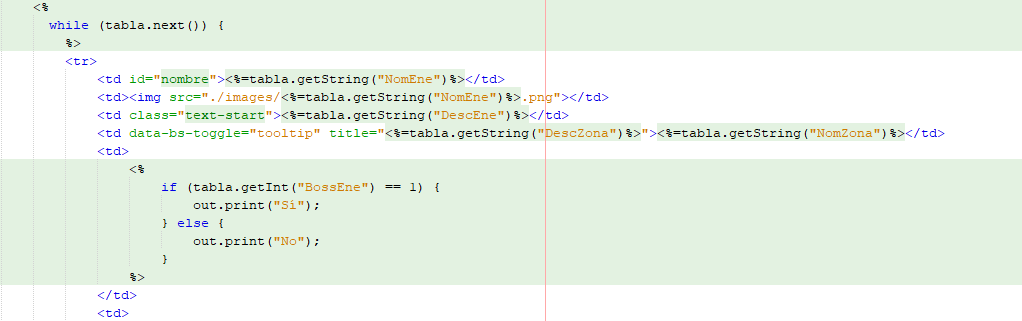 <%
while (tabla.next()) {
%>
<tr>
<td id="nombre"><%=tabla.getString("NomEne")%></td>
<td><img src="./images/<%=tabla.getString("NomEne")%>.png"></td>
<td class="text-start"><%=tabla.getString("DescEne")%></td>
<td data-bs-toggle="tooltip" title="<%=tabla.getString("DescZona")%>"><%=tabla.getString("NomZona")%></td>
<td>
<%
if (tabla.getInt("BossEne") == 1) {
out.print("Sí");
} else {
out.print("No");
}
%>
</td>
<td>